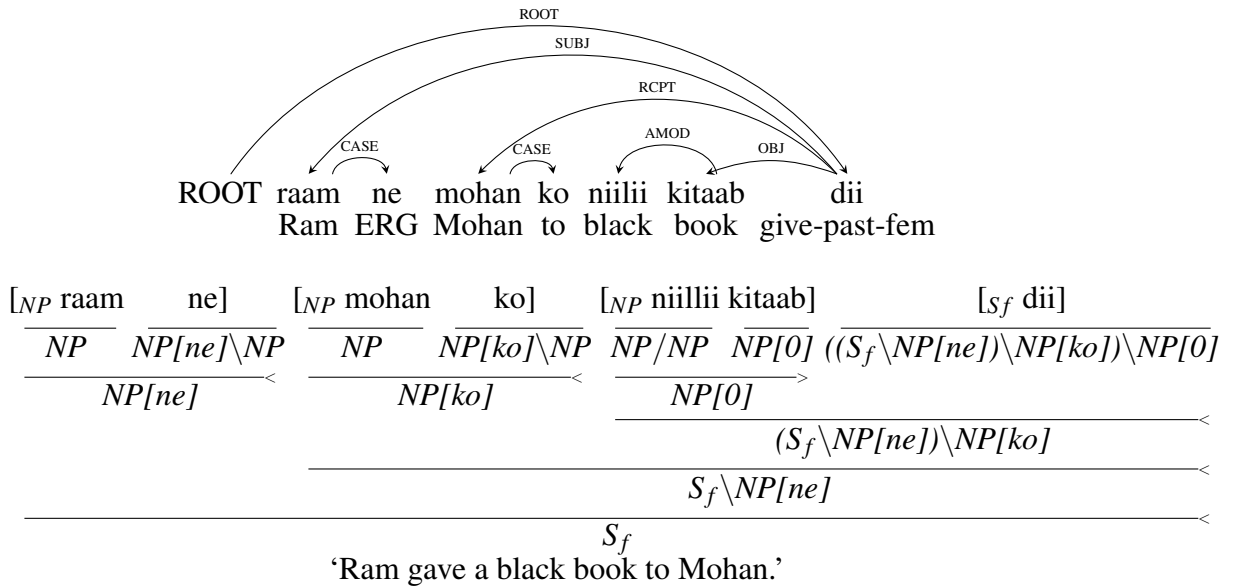 ROOT
SUBJ
RCPT
CASE CASE AMOD OBJ
ROOT raam ne mohan ko niilii kitaab dii
Ram ERG Mohan to black book give-past-fem
[NP raam ne] [NP mohan ko] [NP niillii kitaab] [Sf dii]
NP NP[ne]\NP NP NP[ko]\NP NP/NP NP[0] ((Sf\NP[ne])\NP[ko])\NP[0]
< < >
NP[ne] NP[ko] NP[0]
<
(Sf\NP[ne])\NP[ko]
<
Sf\NP[ne]
<
Sf
‘Ram gave a black book to Mohan.’